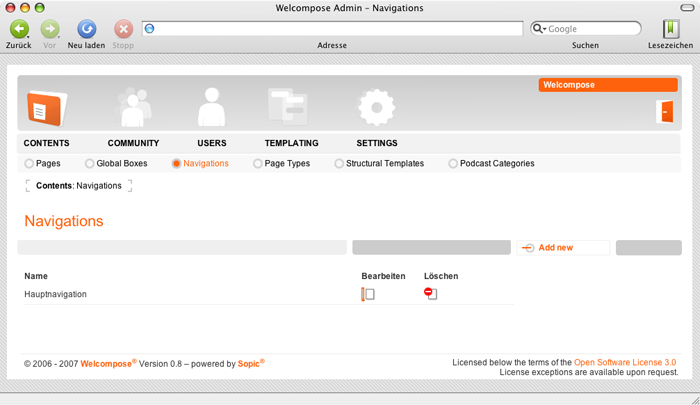 Welcompose Admin – Navigations
Zurück Vor Neu laden Stopp Adresse Google Suchen Lesezeichen
Welcompose
CONTENTS COMMUNITY USERS TEMPLATING SETTINGS
Pages Global Boxes Navigations Page Types Structural Templates Podcast Categories
Contents: Navigations
Navigations
Add new
Name Bearbeiten Löschen
Hauptnavigation
© 2006 - 2007 Welcompose® Version 0.8 – powered by Sopic®
Licensed below the terms of the Open Software License 3.0
License exceptions are available upon request.